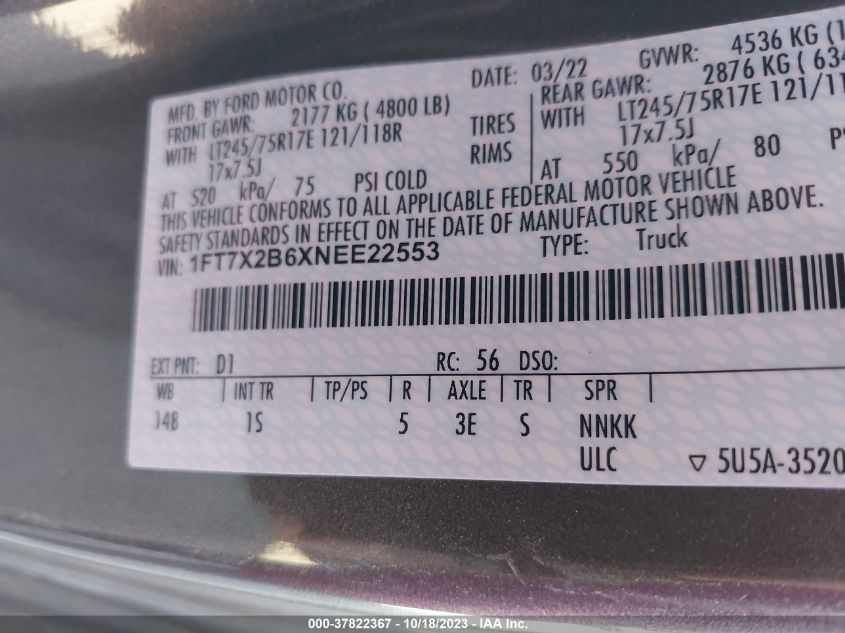 MFD. BY FORD MOTOR CO. DATE: 03/22 GVWR: 4536 KG (1
FRONT GAWR: 2177 KG ( 4800 LB) REAR GAWR: 2876 KG ( 634
WITH LT245/75R17E 121/118R TIRES WITH LT245/75R17E 121/11
17x7.5J RIMS 17x7.5J
AT 520 kPa/ 75 PSI COLD AT 550 kPa/ 80 PS
THIS VEHICLE CONFORMS TO ALL APPLICABLE FEDERAL MOTOR VEHICLE
SAFETY STANDARDS IN EFFECT ON THE DATE OF MANUFACTURE SHOWN ABOVE.
VIN: 1FT7X2B6XNEE22553 TYPE: Truck
EXT PNT: D1 RC: 56 DSO:
WB INT TR TP/PS R AXLE TR SPR
148 1S 5 3E S NNKK
ULC 5U5A-3520
000-37822367 - 10/18/2023 - IAA Inc.